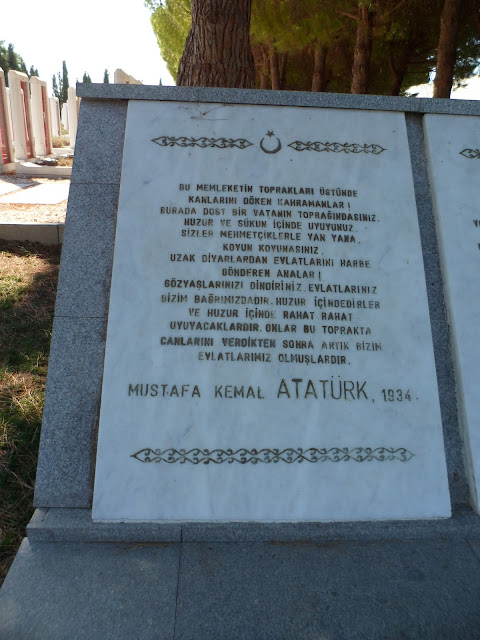 BU MEMLEKETİN TOPRAKLARI ÜSTÜNDE
KANLARINI DÖKEN KAHRAMANLAR!
BURADA DOST BİR VATANIN TOPRAĞINDASINIZ.
HUZUR VE SÜKUN İÇİNDE UYUYUNUZ.
SİZLER MEHMETÇİKLERLE YAN YANA,
KOYUN KOYUNASINIZ.
UZAK DİYARLARDAN EVLATLARINI HARBE
GÖNDEREN ANALAR!
GÖZYAŞLARINIZI DİNDİRİNİZ. EVLATLARINIZ
BİZİM BAĞRIMIZDADIR. HUZUR İÇİNDEDİRLER
VE HUZUR İÇİNDE RAHAT RAHAT
UYUYACAKLARDIR. ONLAR BU TOPRAKTA
CANLARINI VERDİKTEN SONRA ARTIK BİZİM
EVLATLARIMIZ OLMUŞLARDIR.
MUSTAFA KEMAL ATATÜRK, 1934.